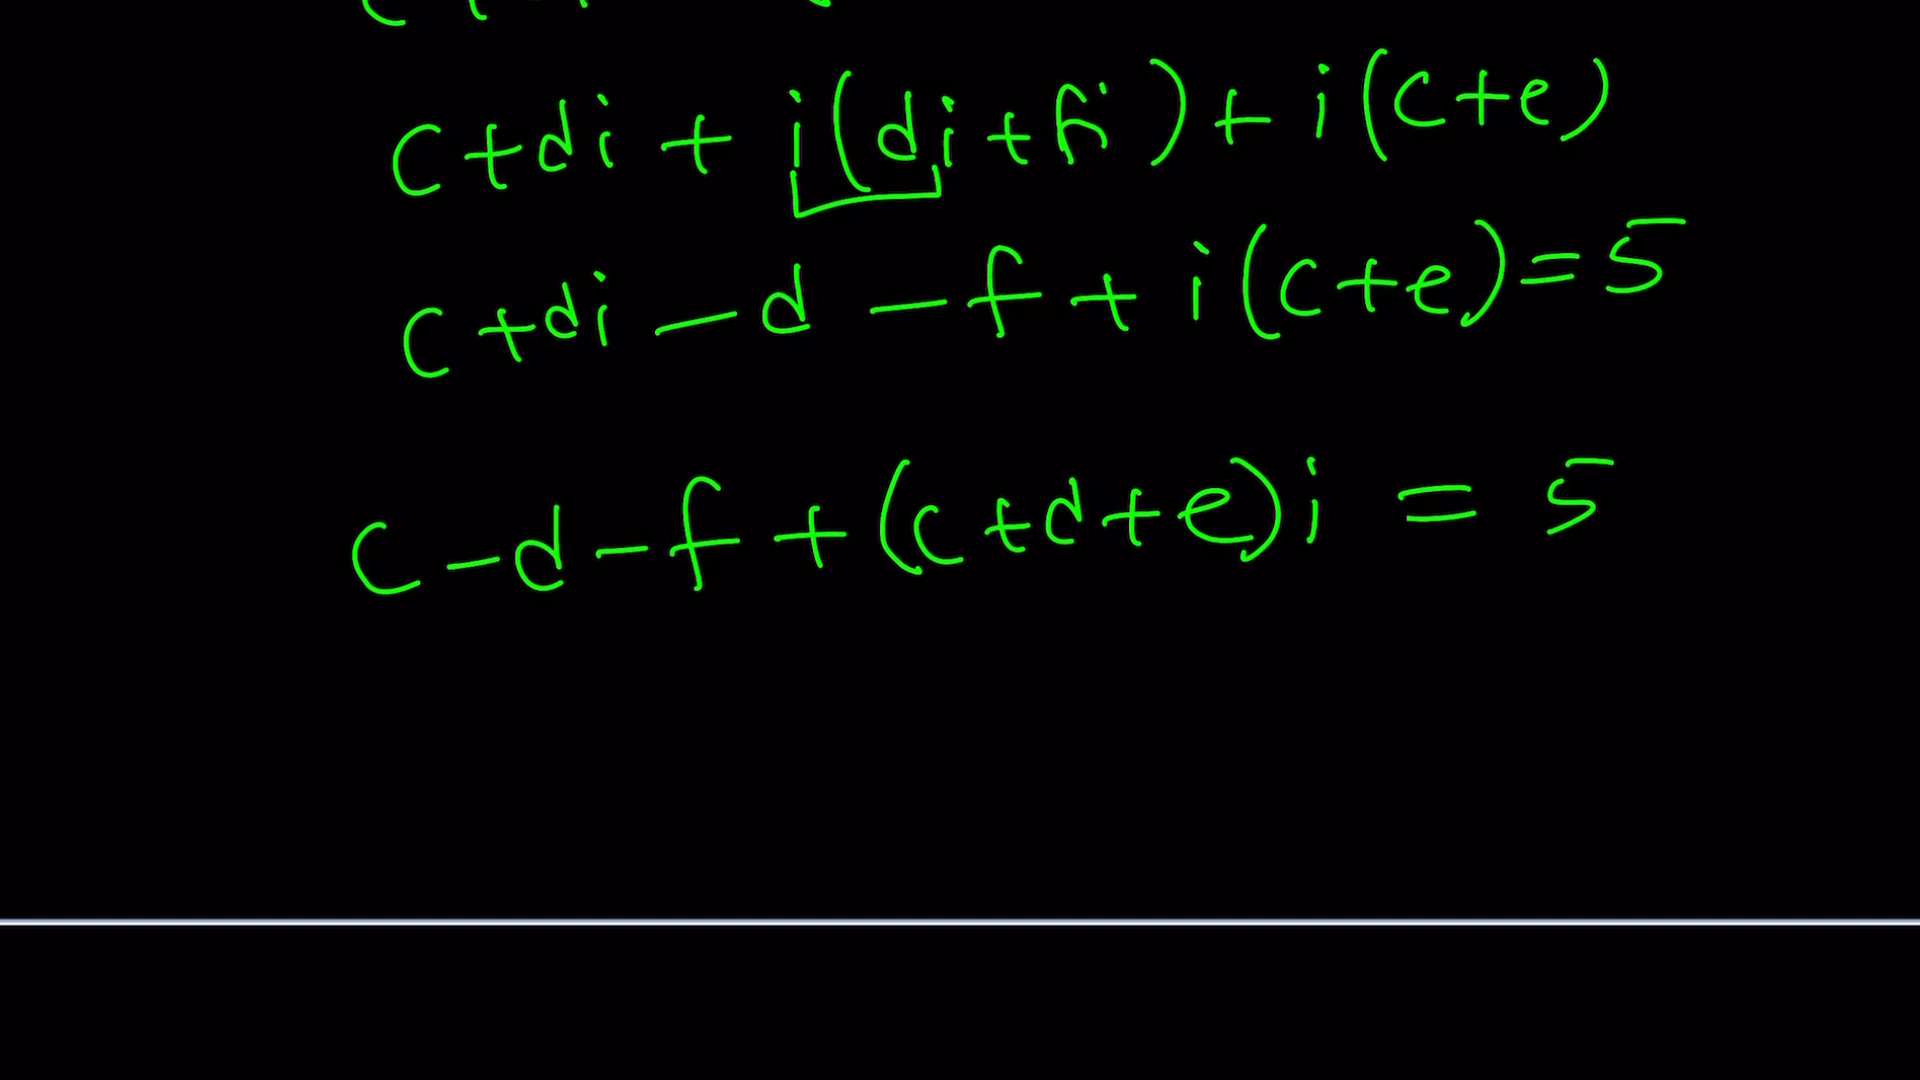 c+di + i(di+fi) + i(c+e)
c+di - d - f + i(c+e) = 5
c-d-f+(c+d+e)i = 5